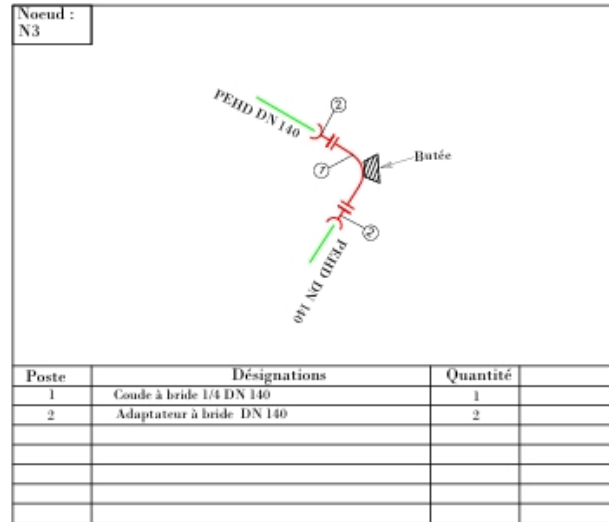 Noeud :
N3
PEHD DN 140
2
1
Butée
2
PEHD DN 140
Poste Désignations Quantité
1 Coude à bride 1/4 DN 140 1
2 Adaptateur à bride DN 140 2